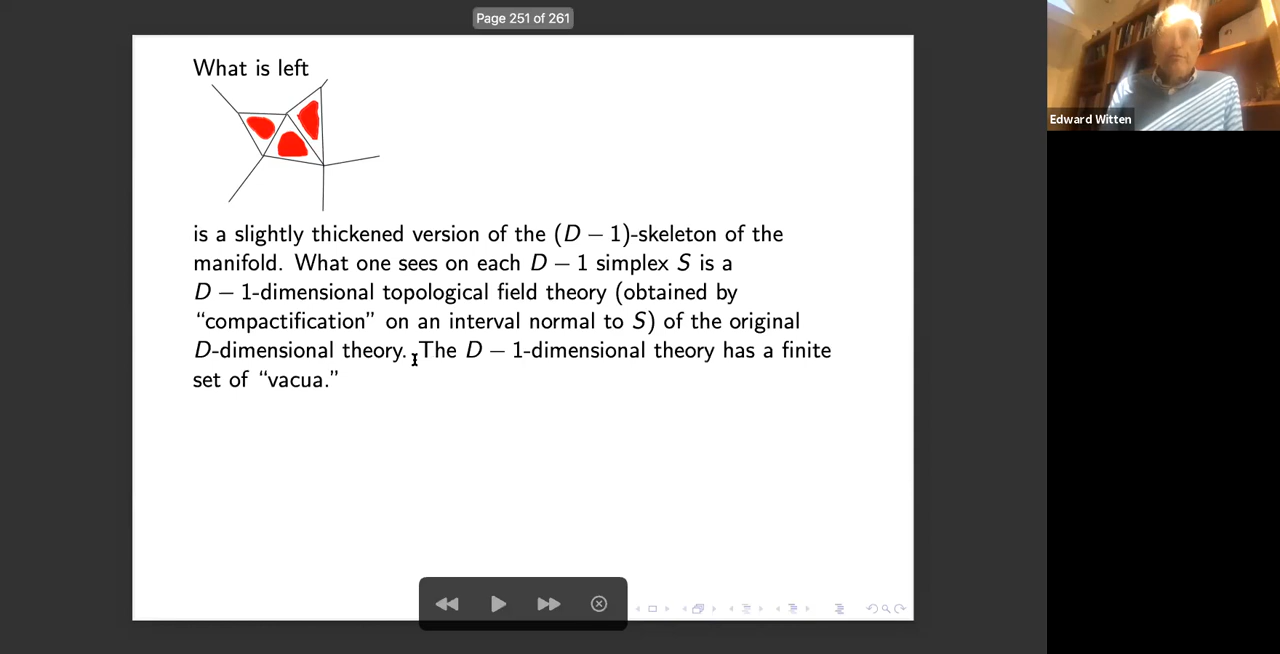 Page 251 of 261
What is left
is a slightly thickened version of the (D − 1)-skeleton of the
manifold. What one sees on each D − 1 simplex S is a
D − 1-dimensional topological field theory (obtained by
“compactification” on an interval normal to S) of the original
D-dimensional theory. The D − 1-dimensional theory has a finite
set of “vacua.”
Edward Witten